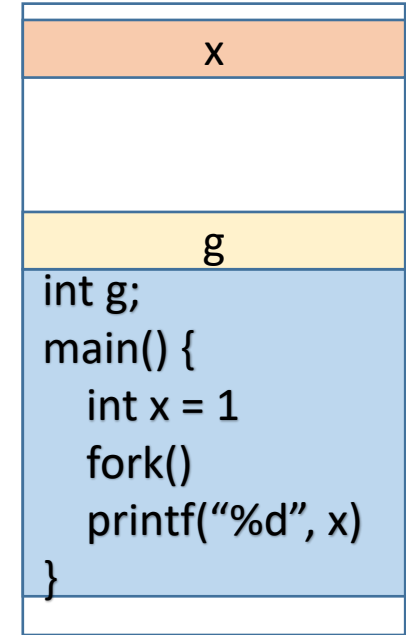 x
g
int g;
main() {
int x = 1
fork()
printf(“%d”, x)
}